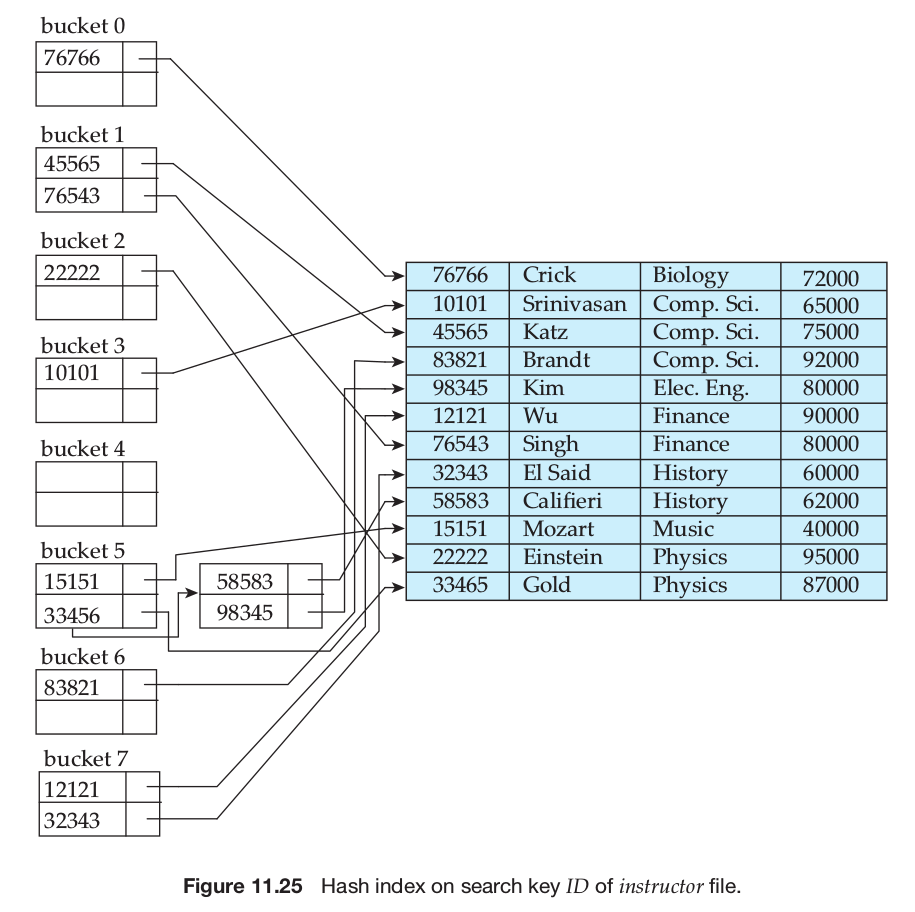 bucket 0
76766
bucket 1
45565
76543
bucket 2
22222
bucket 3
10101
bucket 4
bucket 5
15151
33456
58583
98345
bucket 6
83821
bucket 7
12121
32343
76766 Crick Biology 72000
10101 Srinivasan Comp. Sci. 65000
45565 Katz Comp. Sci. 75000
83821 Brandt Comp. Sci. 92000
98345 Kim Elec. Eng. 80000
12121 Wu Finance 90000
76543 Singh Finance 80000
32343 El Said History 60000
58583 Califieri History 62000
15151 Mozart Music 40000
22222 Einstein Physics 95000
33465 Gold Physics 87000
Figure 11.25 Hash index on search key ID of instructor file.